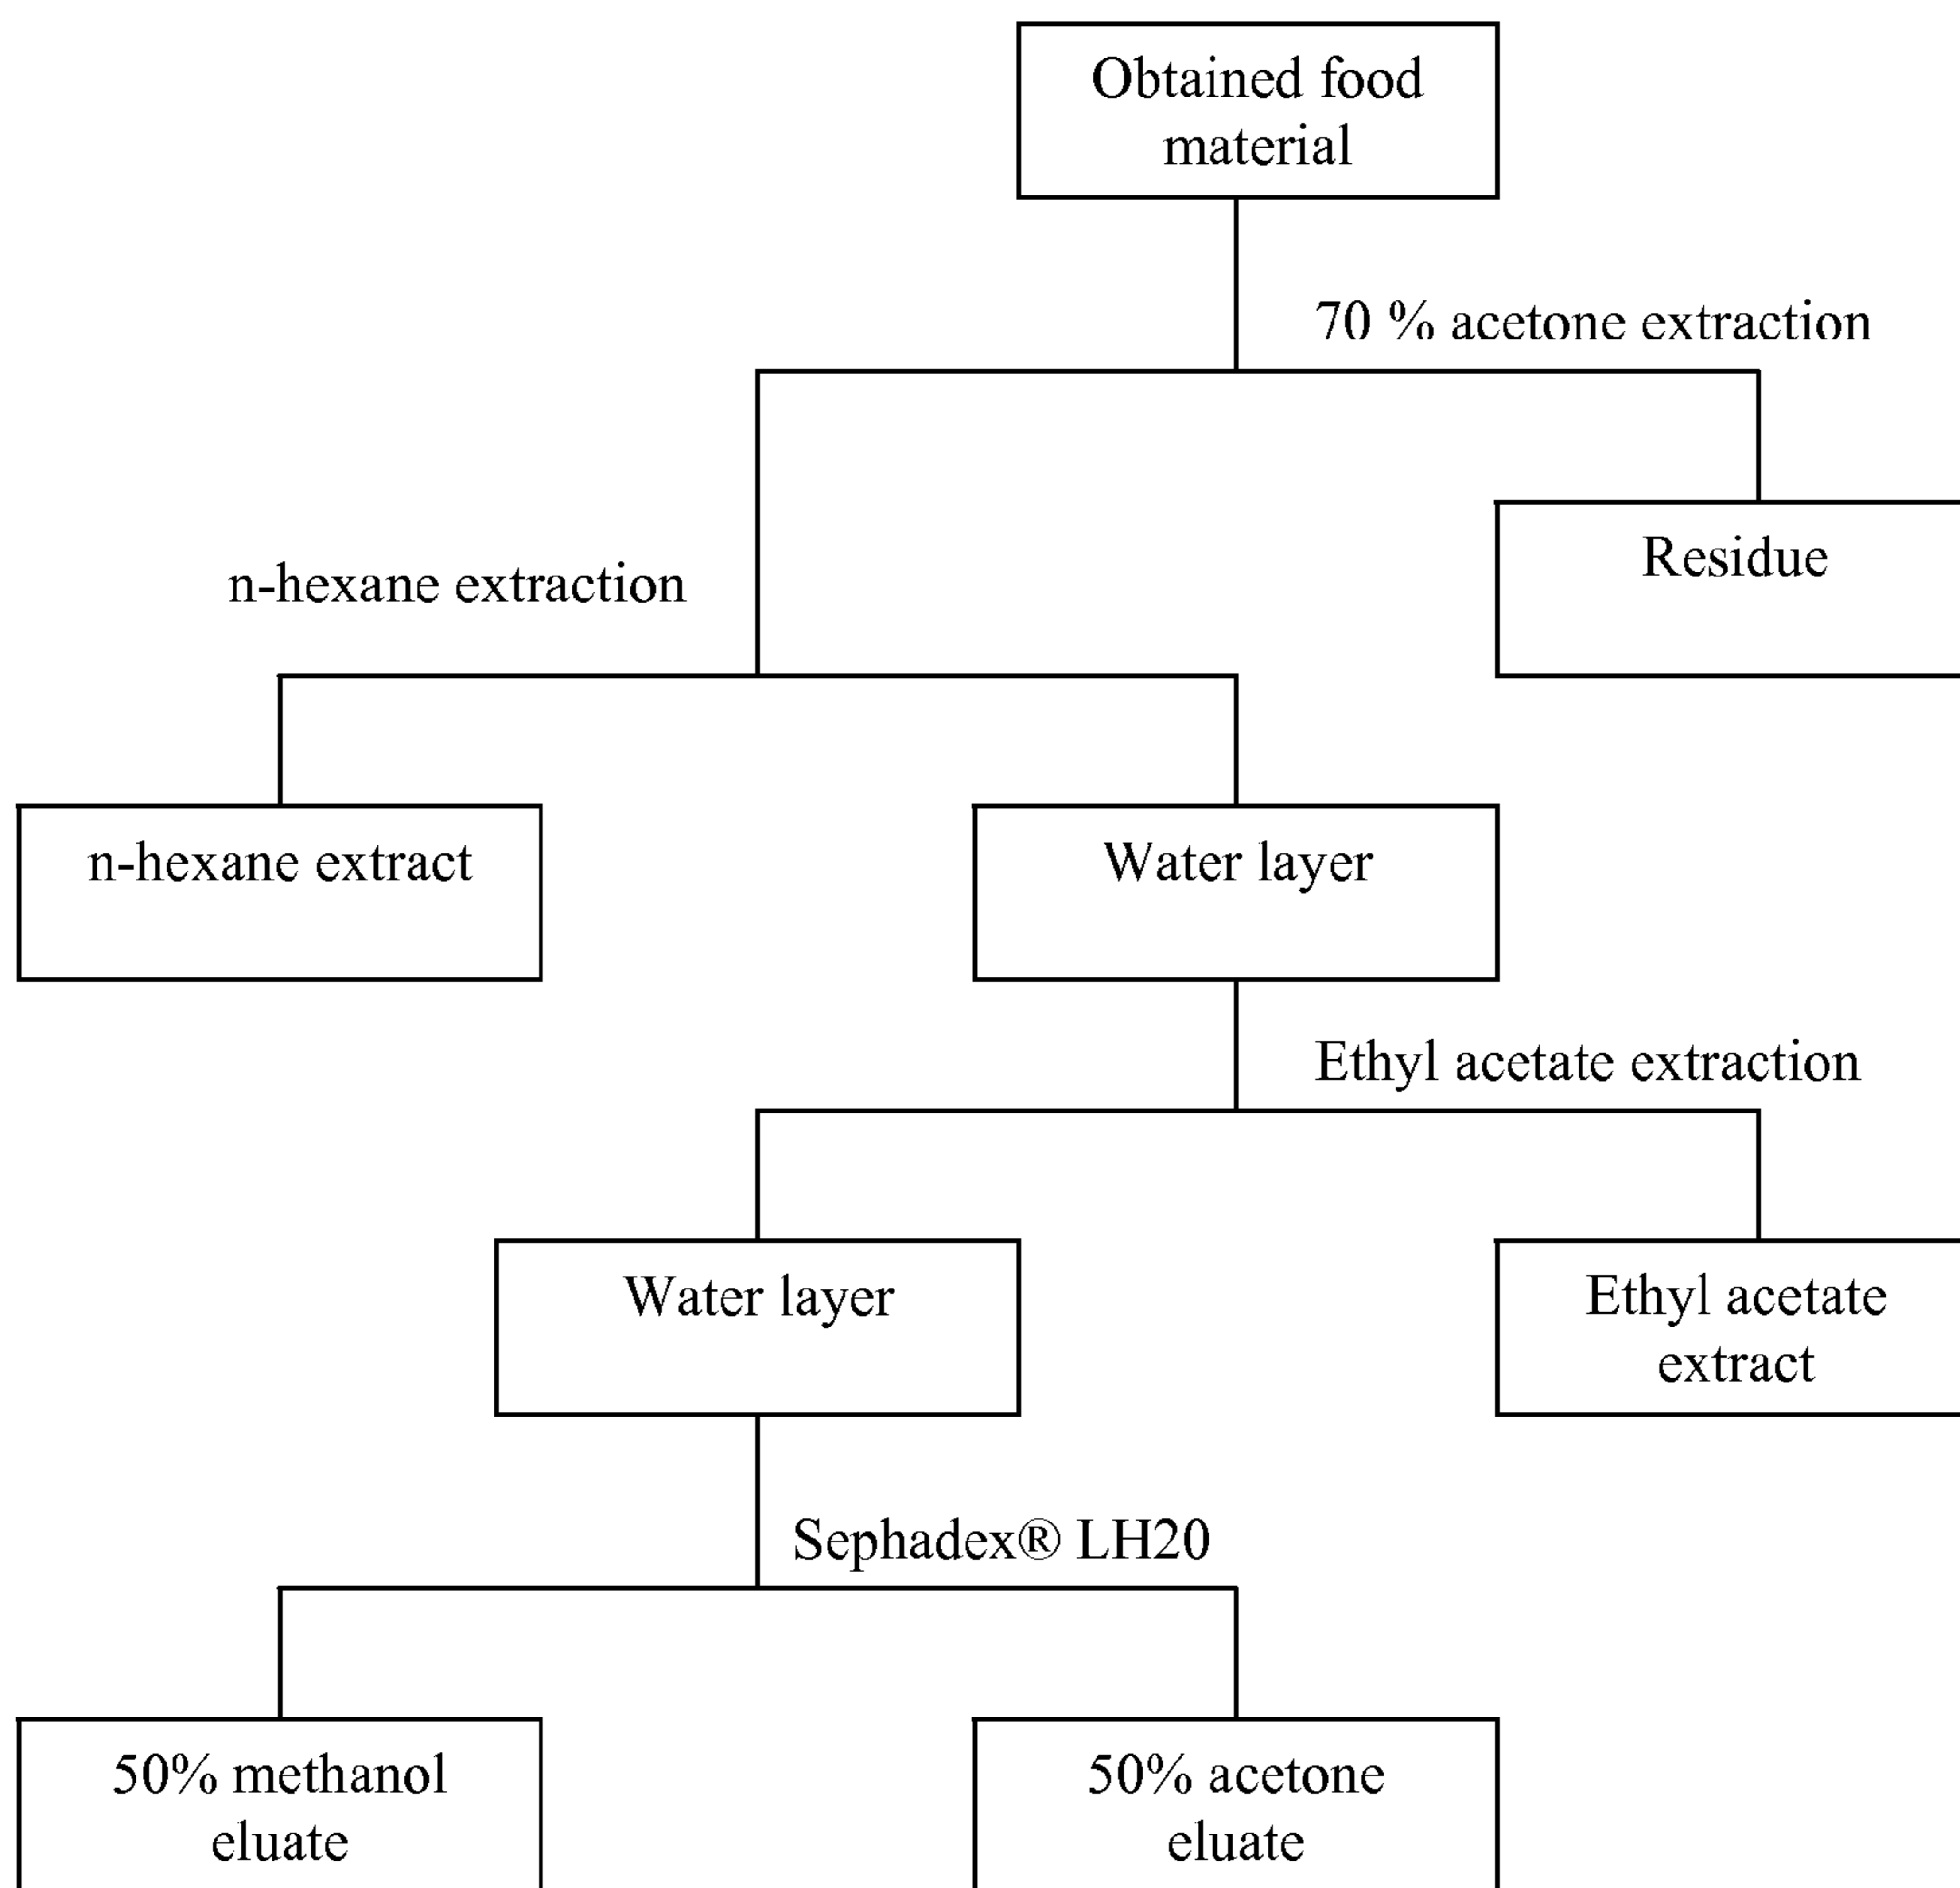 Obtained food
material
70 % acetone extraction
Residue
n-hexane extraction
n-hexane extract
Water layer
Ethyl acetate extraction
Water layer
Ethyl acetate
extract
Sephadex® LH20
50% methanol
eluate
50% acetone
eluate